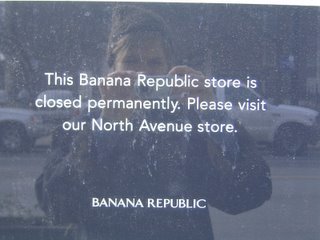 This Banana Republic store is
closed permanently. Please visit
our North Avenue store.
BANANA REPUBLIC